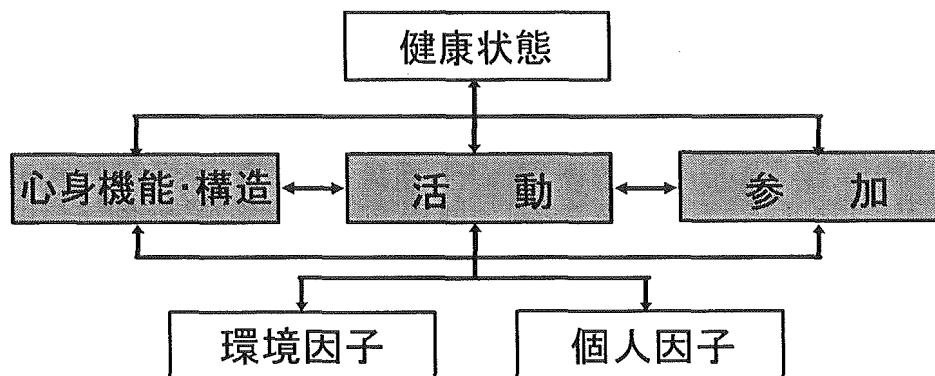 健康状態
心身機能・構造
活 動
参 加
環境因子
個人因子